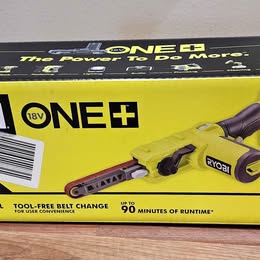 18V ONE+
The Power To Do More.
18V ONE+
RYOBI
TOOL-FREE BELT CHANGE
FOR USER CONVENIENCE
UP TO 90 MINUTES OF RUNTIME*